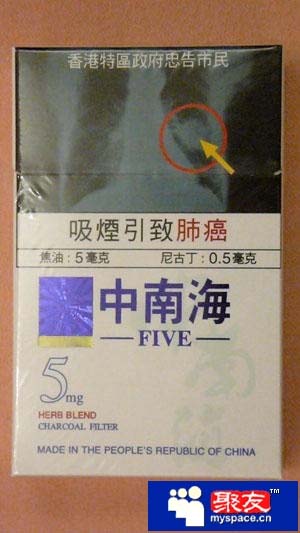 香港特區政府忠告市民
吸煙引致肺癌
焦油：5毫克 尼古丁：0.5毫克
中南海
FIVE
5mg
HERB BLEND
CHARCOAL FILTER
MADE IN THE PEOPLE'S REPUBLIC OF CHINA
聚友™
myspace.cn